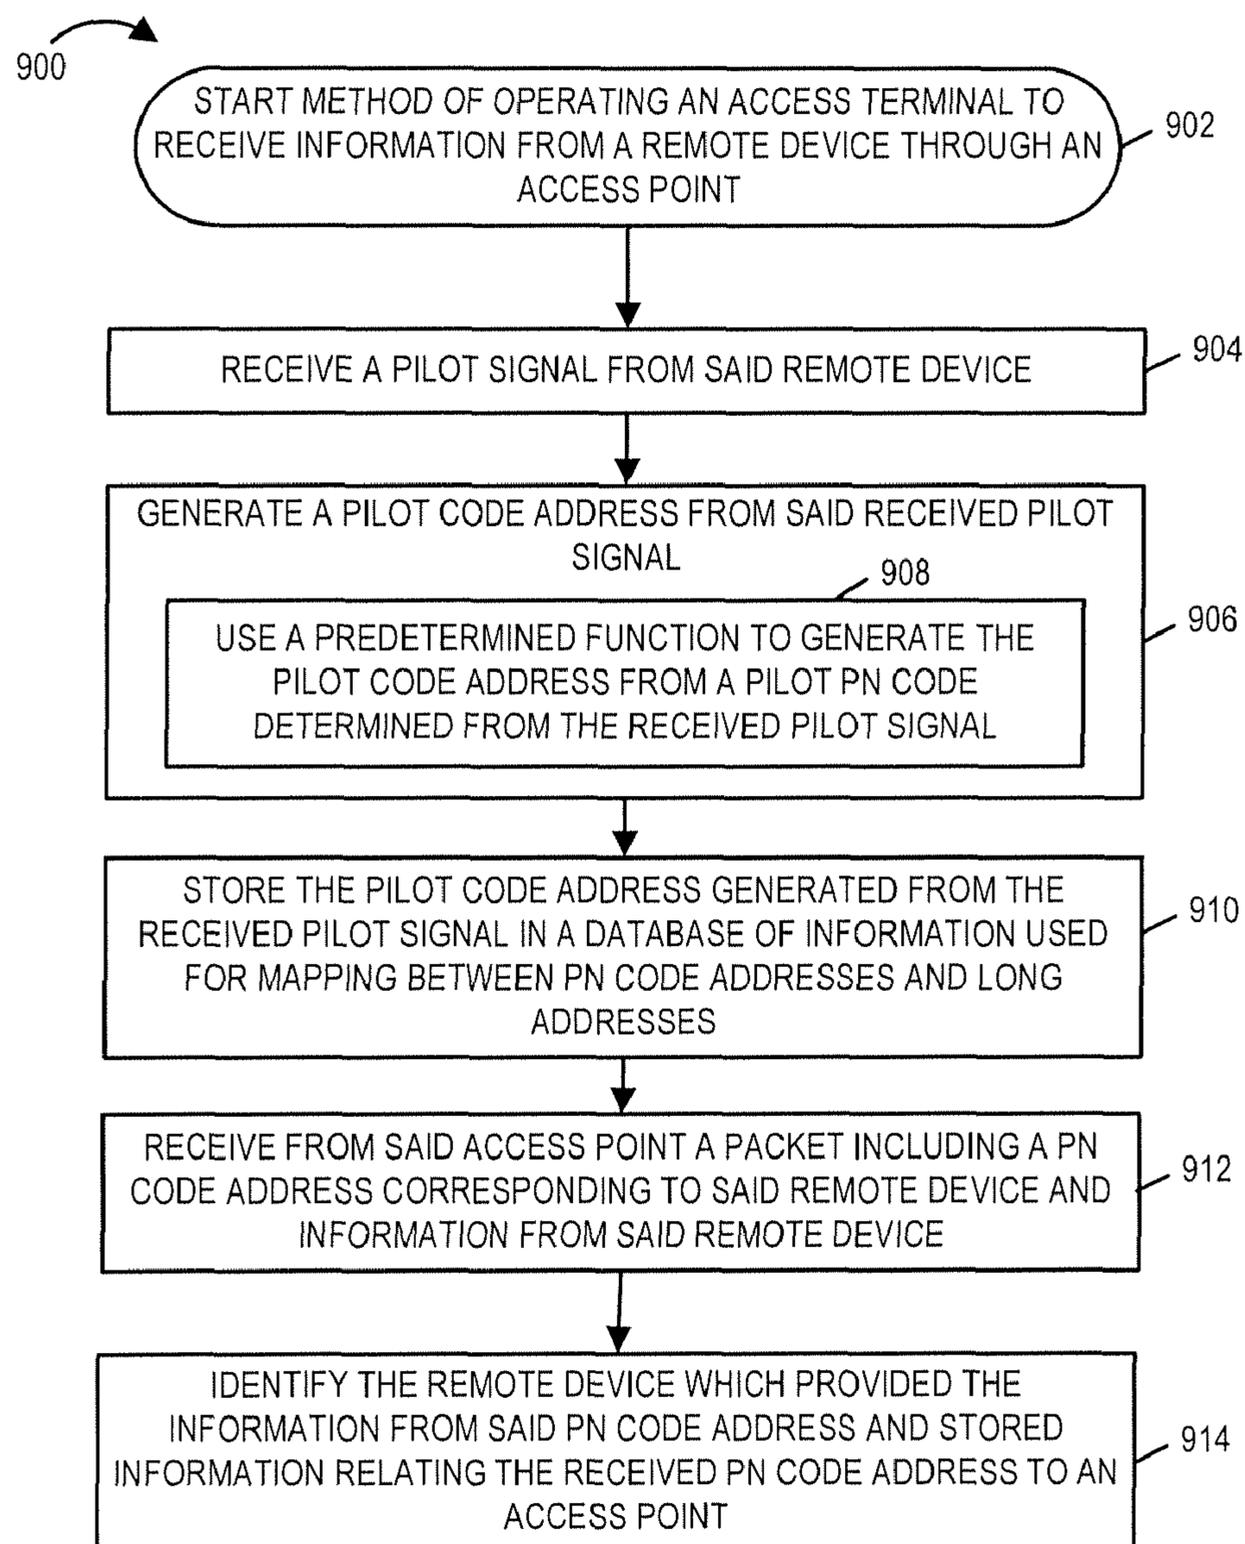 900
START METHOD OF OPERATING AN ACCESS TERMINAL TO
RECEIVE INFORMATION FROM A REMOTE DEVICE THROUGH AN
ACCESS POINT
902
RECEIVE A PILOT SIGNAL FROM SAID REMOTE DEVICE
904
GENERATE A PILOT CODE ADDRESS FROM SAID RECEIVED PILOT
SIGNAL
908
USE A PREDETERMINED FUNCTION TO GENERATE THE
PILOT CODE ADDRESS FROM A PILOT PN CODE
DETERMINED FROM THE RECEIVED PILOT SIGNAL
906
STORE THE PILOT CODE ADDRESS GENERATED FROM THE
RECEIVED PILOT SIGNAL IN A DATABASE OF INFORMATION USED
FOR MAPPING BETWEEN PN CODE ADDRESSES AND LONG
ADDRESSES
910
RECEIVE FROM SAID ACCESS POINT A PACKET INCLUDING A PN
CODE ADDRESS CORRESPONDING TO SAID REMOTE DEVICE AND
INFORMATION FROM SAID REMOTE DEVICE
912
IDENTIFY THE REMOTE DEVICE WHICH PROVIDED THE
INFORMATION FROM SAID PN CODE ADDRESS AND STORED
INFORMATION RELATING THE RECEIVED PN CODE ADDRESS TO AN
ACCESS POINT
914